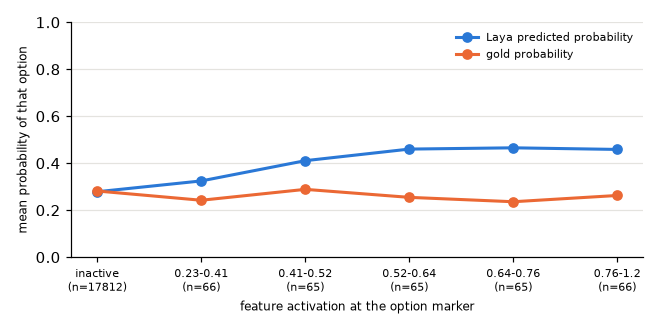 Laya predicted probability
gold probability
mean probability of that option
1.0
0.8
0.6
0.4
0.2
0.0
inactive (n=17812)
0.23-0.41 (n=66)
0.41-0.52 (n=65)
0.52-0.64 (n=65)
0.64-0.76 (n=65)
0.76-1.2 (n=66)
feature activation at the option marker